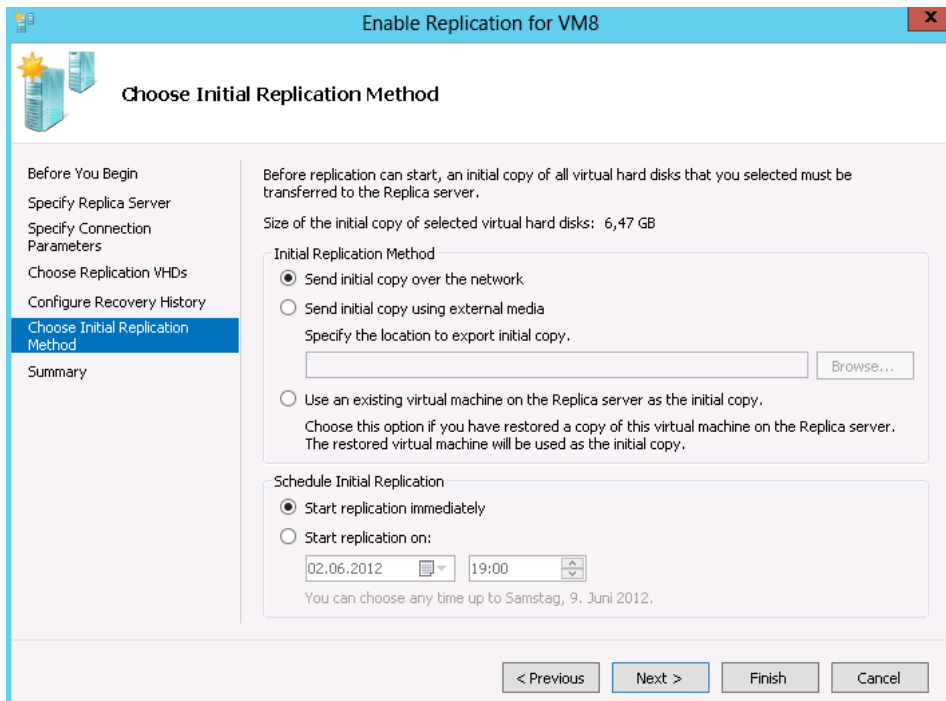 Enable Replication for VM8
x
Choose Initial Replication Method
Before You Begin
Specify Replica Server
Specify Connection
Parameters
Choose Replication VHDs
Configure Recovery History
Choose Initial Replication
Method
Summary
Before replication can start, an initial copy of all virtual hard disks that you selected must be
transferred to the Replica server.
Size of the initial copy of selected virtual hard disks: 6,47 GB
Initial Replication Method
Send initial copy over the network
Send initial copy using external media
Specify the location to export initial copy.
Browse...
Use an existing virtual machine on the Replica server as the initial copy.
Choose this option if you have restored a copy of this virtual machine on the Replica server.
The restored virtual machine will be used as the initial copy.
Schedule Initial Replication
Start replication immediately
Start replication on:
02.06.2012 19:00
You can choose any time up to Samstag, 9. Juni 2012.
< Previous Next > Finish Cancel